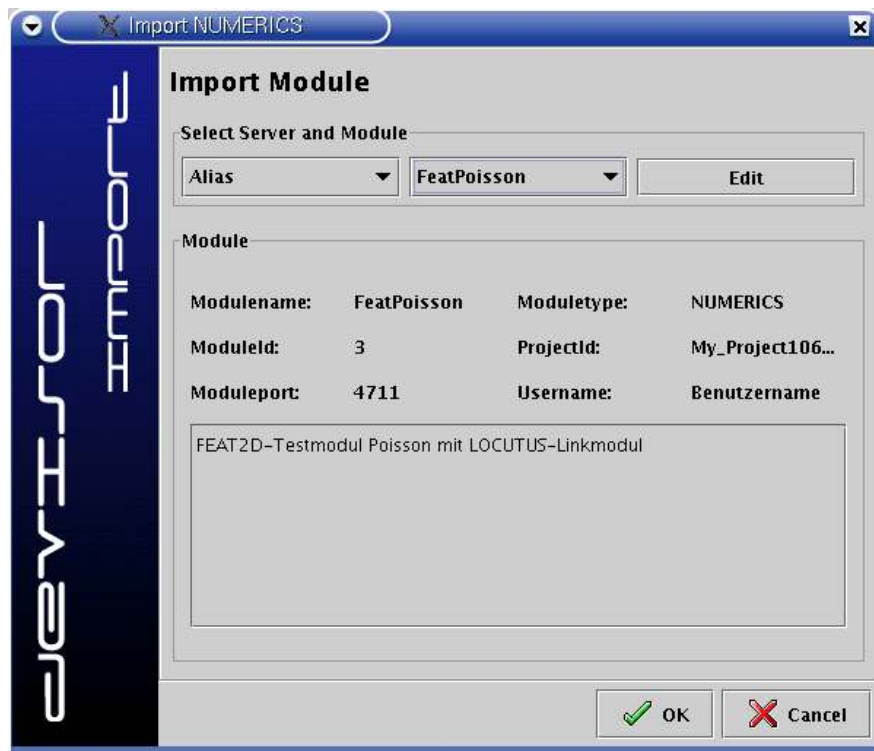 Import NUMERICS
DEVISOR
IMPORT
Import Module
Select Server and Module
Alias FeatPoisson Edit
Module
Modulename: FeatPoisson Moduletype: NUMERICS
ModuleId: 3 ProjectId: My_Project106...
Moduleport: 4711 Username: Benutzername
FEAT2D-Testmodul Poisson mit LOCUTUS-Linkmodul
OK Cancel